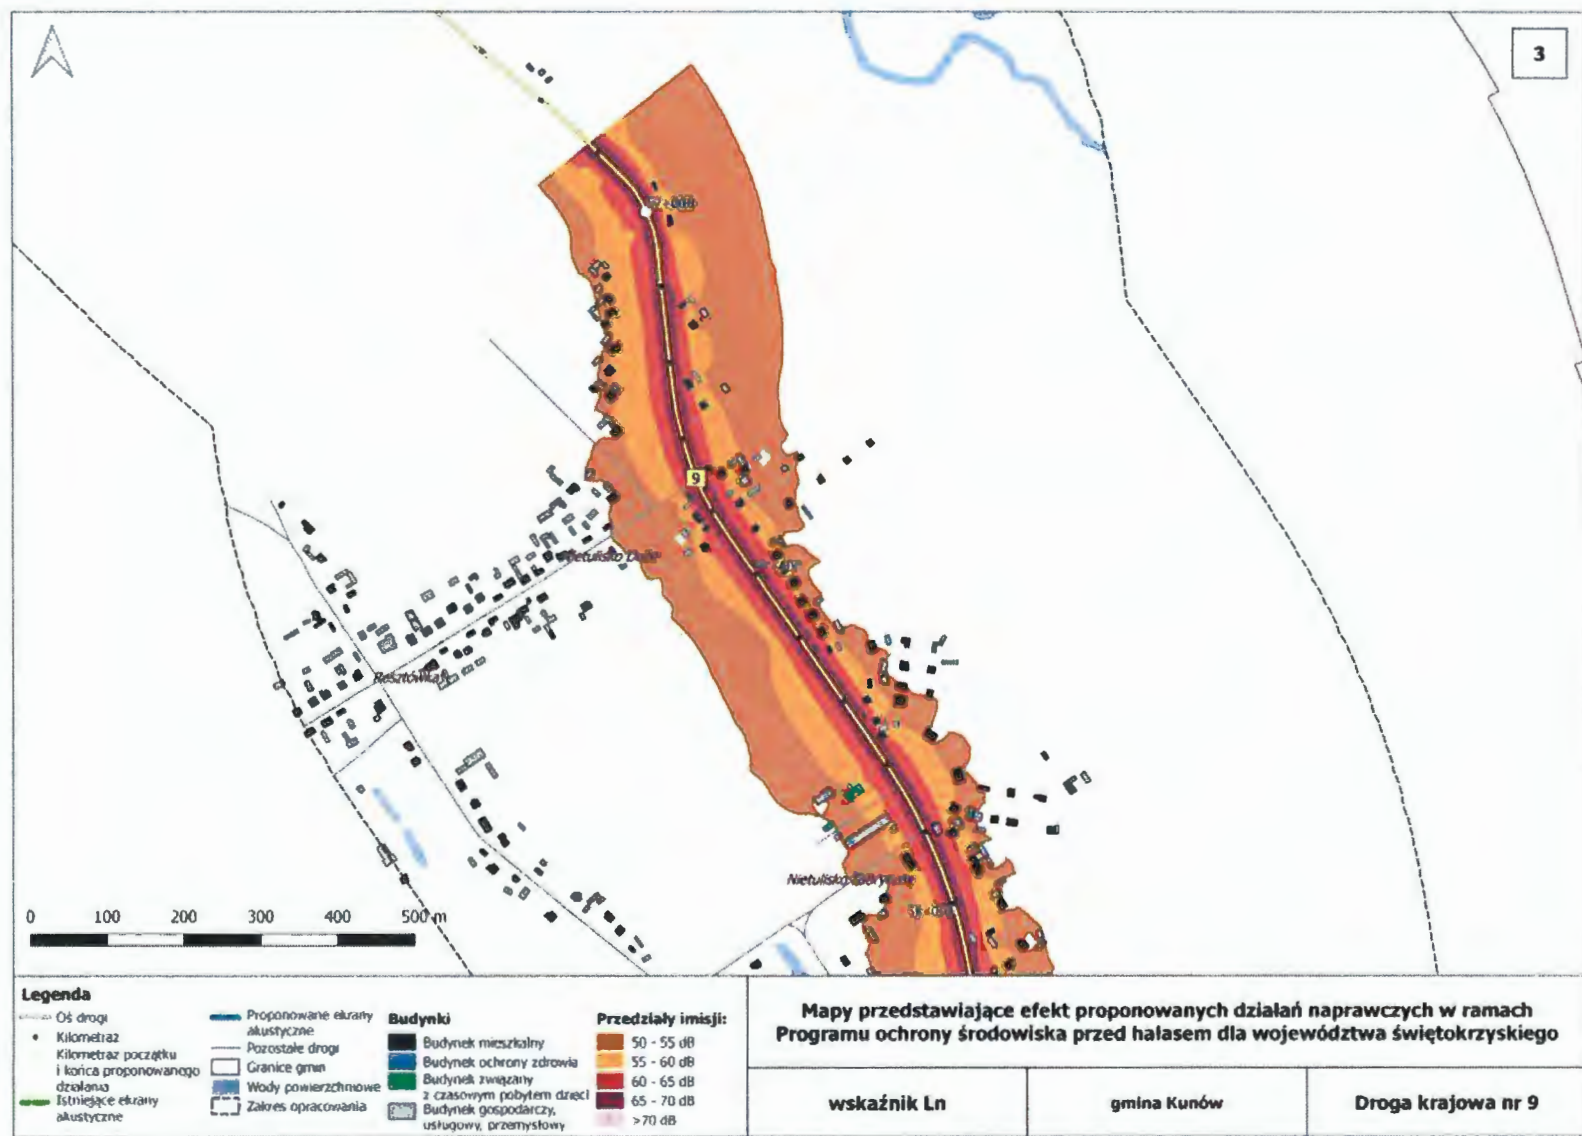 3
9
Resztówka
0 100 200 300 400 500 m
Legenda
Oś drogi
Kilometraż
Kilometraż początku
i końca proponowanego
działania
Istniejące ekrany
akustyczne
Proponowane ekrany
akustyczne
Pozostałe drogi
Granice gmin
Wody powierzchniowe
Zakres opracowania
Budynki
Budynek mieszkalny
Budynek ochrony zdrowia
Budynek związany
z czasowym pobytem dzieci
Budynek gospodarczy,
usługowy, przemysłowy
Przedziały imisji:
50 - 55 dB
55 - 60 dB
60 - 65 dB
65 - 70 dB
>70 dB
Mapy przedstawiające efekt proponowanych działań naprawczych w ramach
Programu ochrony środowiska przed hałasem dla województwa świętokrzyskiego
wskaźnik Ln
gmina Kunów
Droga krajowa nr 9